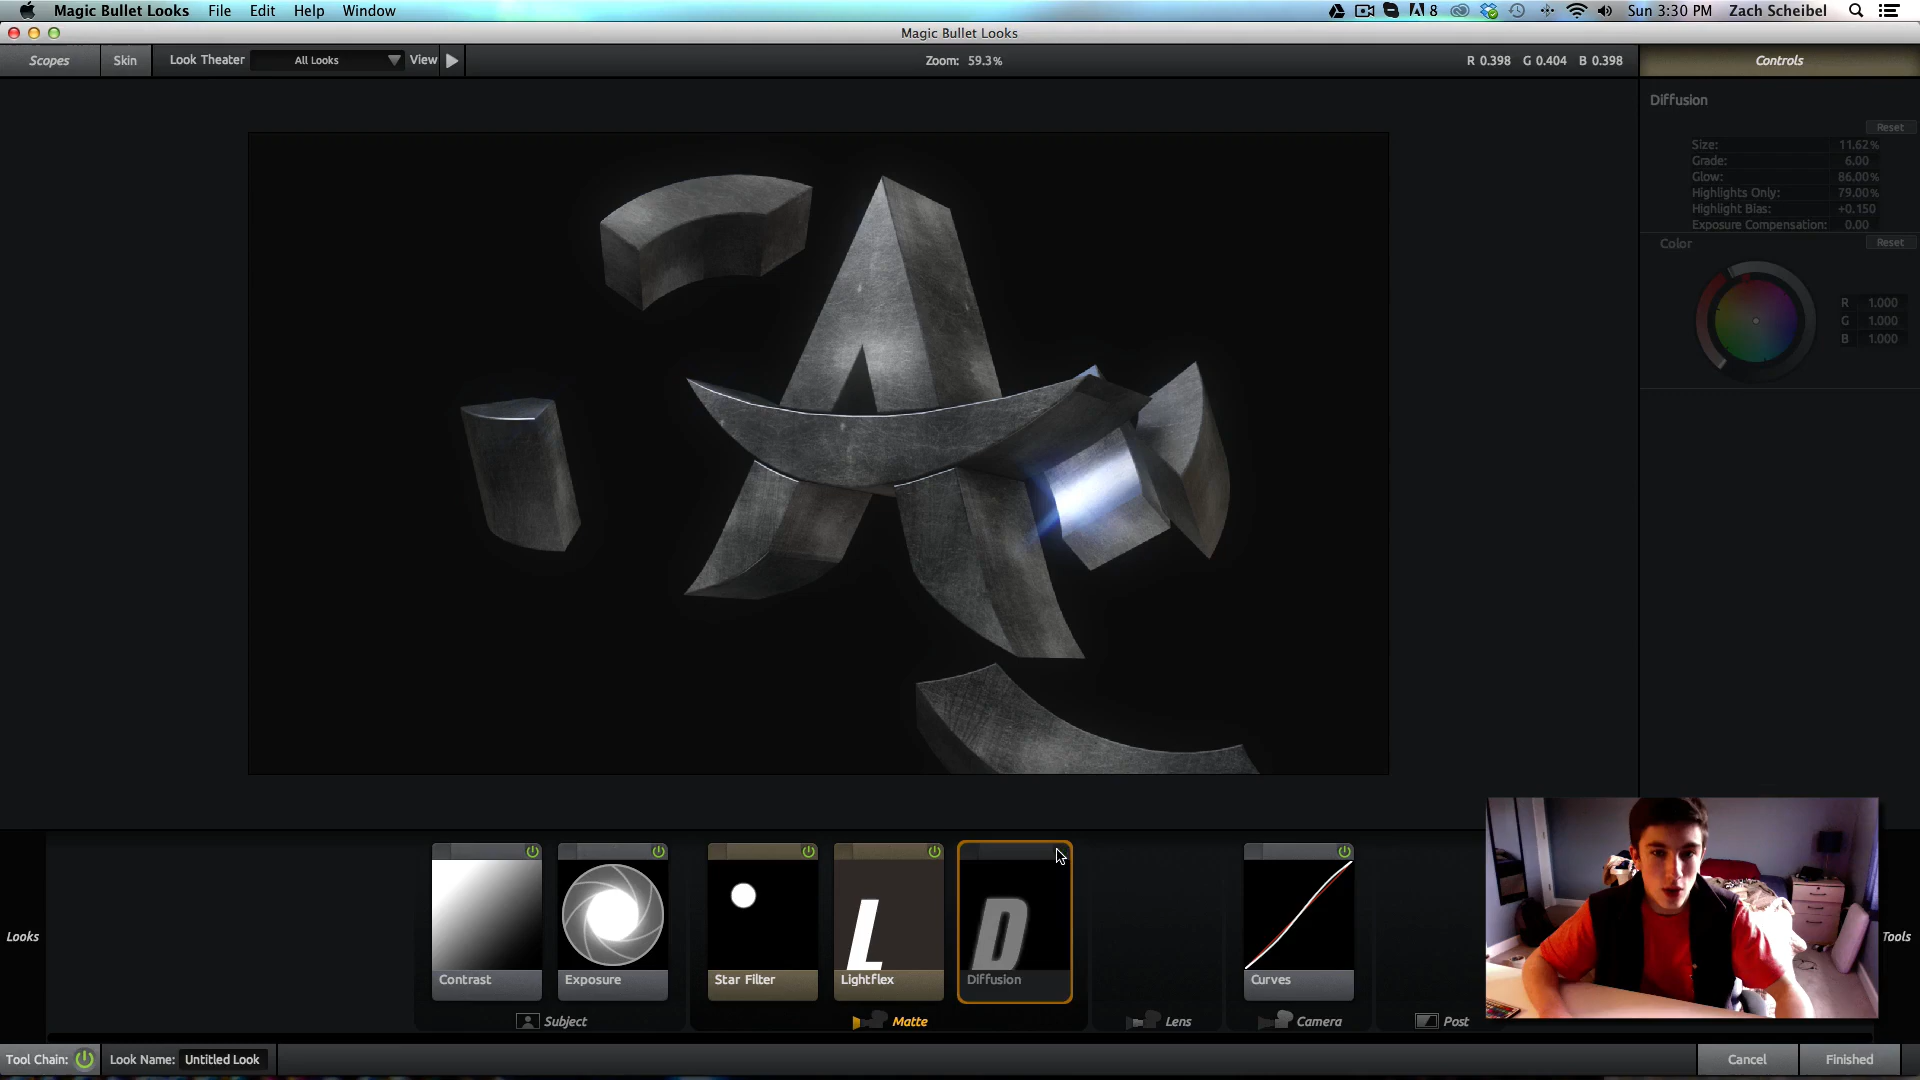 Magic Bullet Looks File Edit Help Window
8 Sun 3:30 PM Zach Scheibel
Magic Bullet Looks
Scopes Skin Look Theater All Looks View Zoom: 59.3% R 0.398 G 0.404 B 0.398 Controls
Diffusion
Reset
Size: 11.62%
Grade: 6.00
Glow: 86.00%
Highlights Only: 79.00%
Highlight Bias: +0.150
Exposure Compensation: 0.00
Color Reset
R 1.000
G 1.000
B 1.000
Looks
L
D
Tools
Contrast Exposure Star Filter Lightflex Diffusion Curves
Subject Matte Lens Camera Post
Tool Chain: Look Name: Untitled Look Cancel Finished